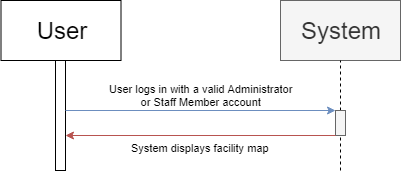 User
System
User logs in with a valid Administrator
or Staff Member account
System displays facility map